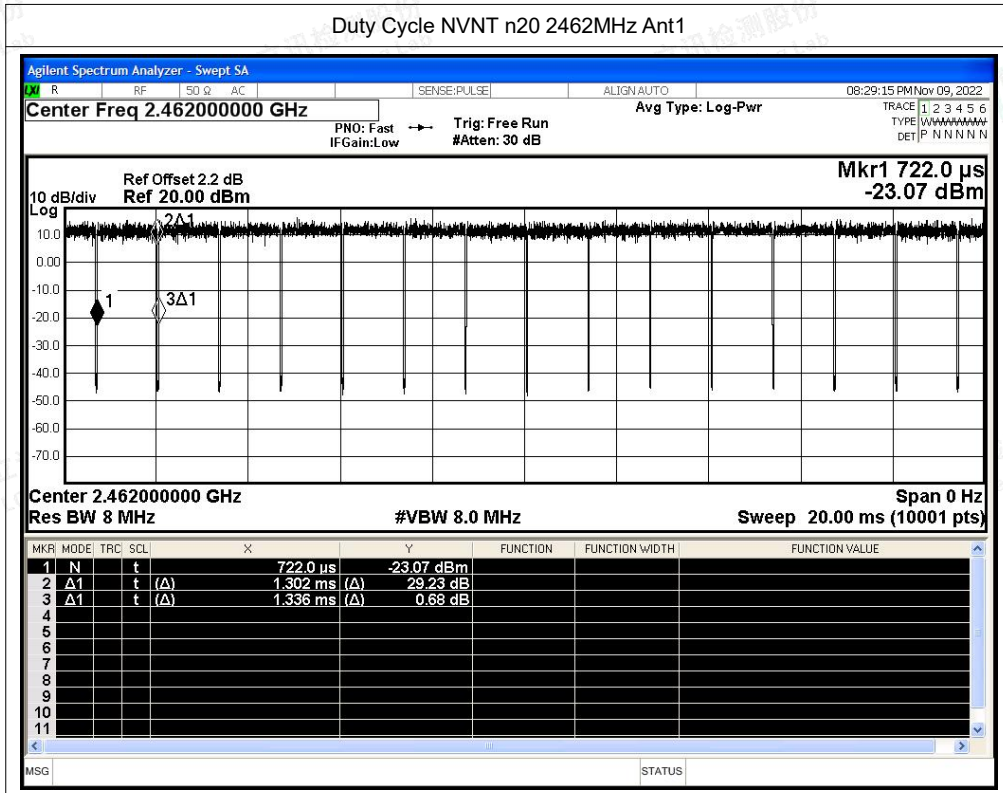 Duty Cycle NVNT n20 2462MHz Ant1
Agilent Spectrum Analyzer - Swept SA
LXI R RF 50 Ω AC SENSE:PULSE ALIGN AUTO 08:29:15 PM Nov 09, 2022
Center Freq 2.462000000 GHz Avg Type: Log-Pwr TRACE 1 2 3 4 5 6
PNO: Fast Trig: Free Run TYPE WWWWWW
IFGain:Low #Atten: 30 dB DET P N N N N N
Mkr1 722.0 µs
Ref Offset 2.2 dB
10 dB/div Ref 20.00 dBm -23.07 dBm
Log
2Δ1
10.0
0.00
-10.0
1 3Δ1
-20.0
-30.0
-40.0
-50.0
-60.0
-70.0
Center 2.462000000 GHz Span 0 Hz
Res BW 8 MHz #VBW 8.0 MHz Sweep 20.00 ms (10001 pts)
MKR MODE TRC SCL X Y FUNCTION FUNCTION WIDTH FUNCTION VALUE
1 N t 722.0 µs -23.07 dBm
2 Δ1 t (Δ) 1.302 ms (Δ) 29.23 dB
3 Δ1 t (Δ) 1.336 ms (Δ) 0.68 dB
4
5
6
7
8
9
10
11
MSG STATUS